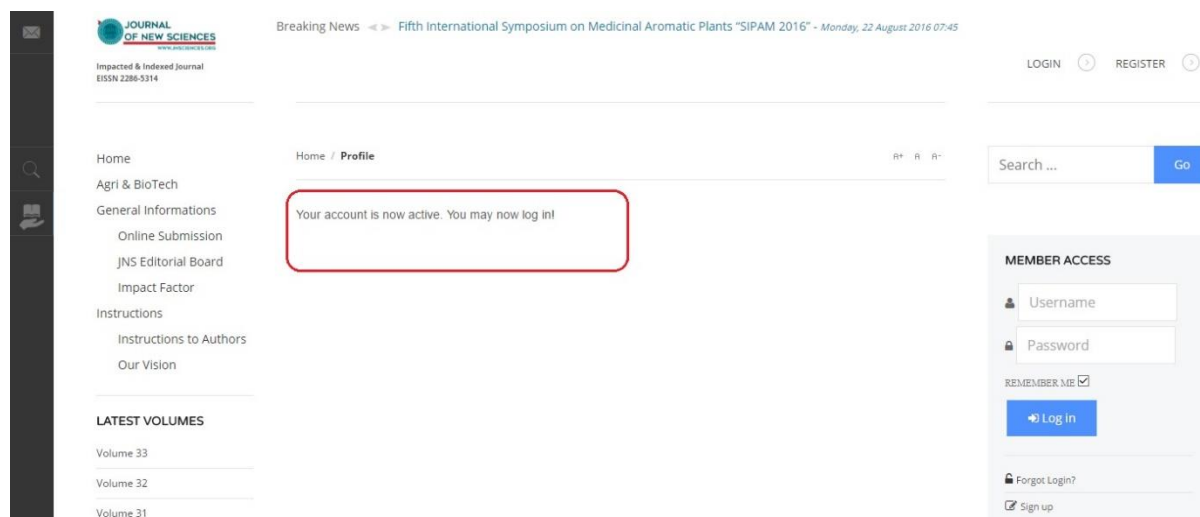 JOURNAL
OF NEW SCIENCES
WWW.JNSCIENCES.ORG
Impacted & Indexed Journal
EISSN 2286-5314
Breaking News Fifth International Symposium on Medicinal Aromatic Plants "SIPAM 2016" - Monday, 22 August 2016 07:45
LOGIN
REGISTER
Home
Agri & BioTech
General Informations
Online Submission
JNS Editorial Board
Impact Factor
Instructions
Instructions to Authors
Our Vision
LATEST VOLUMES
Volume 33
Volume 32
Volume 31
Home / Profile
A+ A A-
Your account is now active. You may now log in!
Search ... Go
MEMBER ACCESS
Username
Password
REMEMBER ME
Log in
Forgot Login?
Sign up